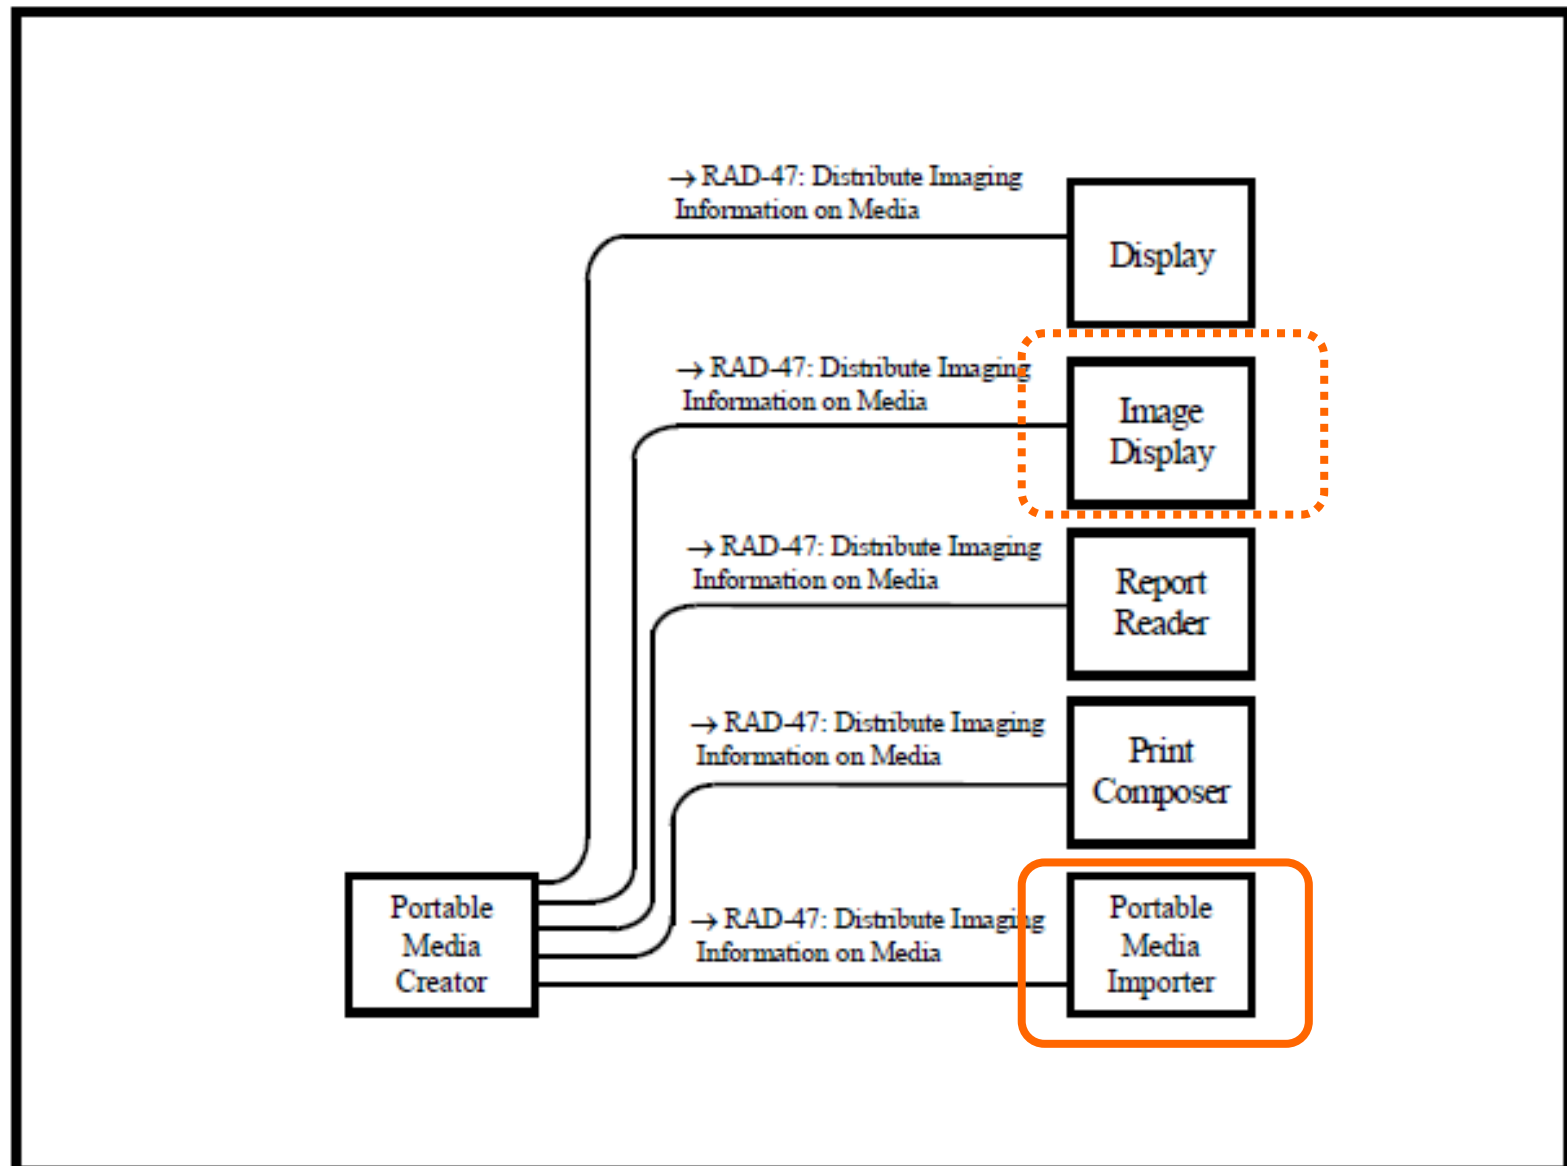 → RAD-47: Distribute Imaging
Information on Media
Display
→ RAD-47: Distribute Imaging
Information on Media
Image
Display
→ RAD-47: Distribute Imaging
Information on Media
Report
Reader
→ RAD-47: Distribute Imaging
Information on Media
Print
Composer
Portable
Media
Creator
→ RAD-47: Distribute Imaging
Information on Media
Portable
Media
Importer